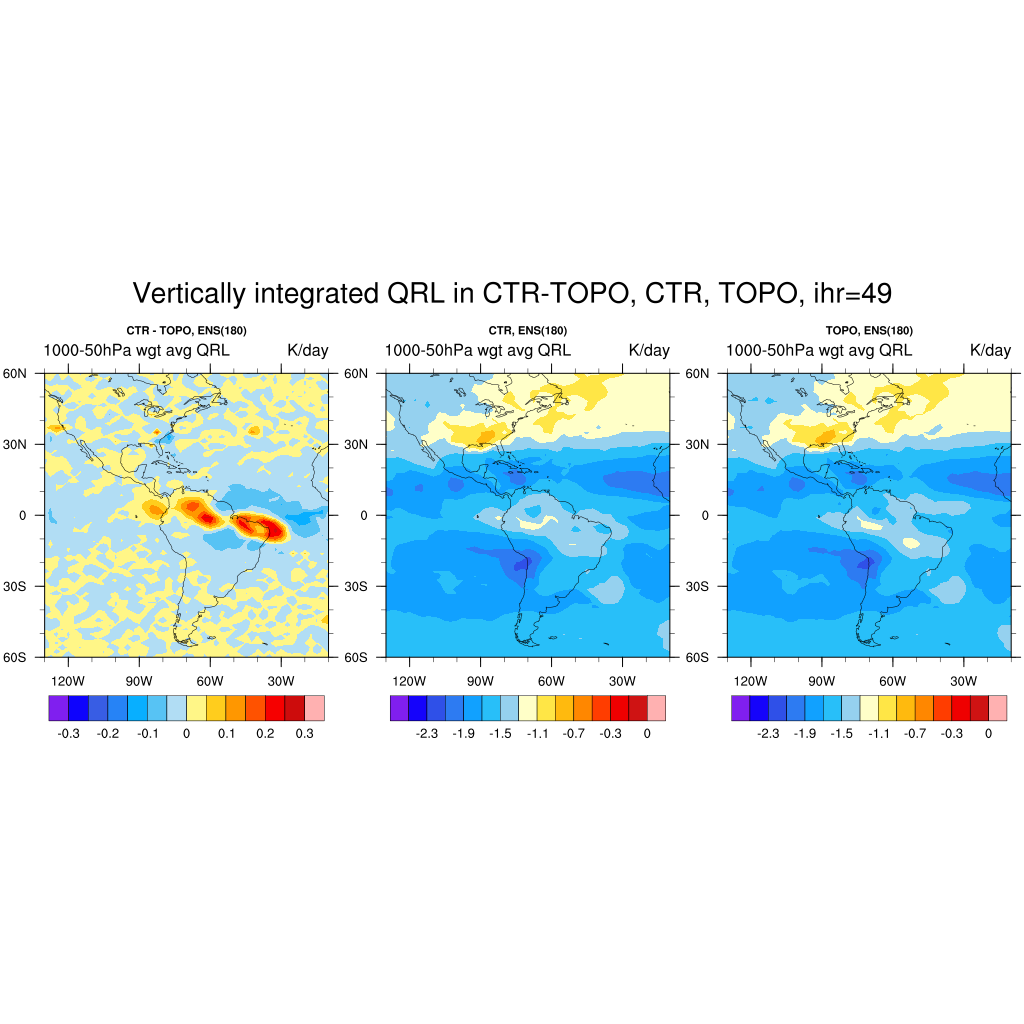 Vertically integrated QRL in CTR-TOPO, CTR, TOPO, ihr=49
CTR - TOPO, ENS(180)
1000-50hPa wgt avg QRL K/day
60N
30N
0
30S
60S
120W 90W 60W 30W
-0.3 -0.2 -0.1 0 0.1 0.2 0.3
CTR, ENS(180)
1000-50hPa wgt avg QRL K/day
60N
30N
0
30S
60S
120W 90W 60W 30W
-2.3 -1.9 -1.5 -1.1 -0.7 -0.3 0
TOPO, ENS(180)
1000-50hPa wgt avg QRL K/day
60N
30N
0
30S
60S
120W 90W 60W 30W
-2.3 -1.9 -1.5 -1.1 -0.7 -0.3 0